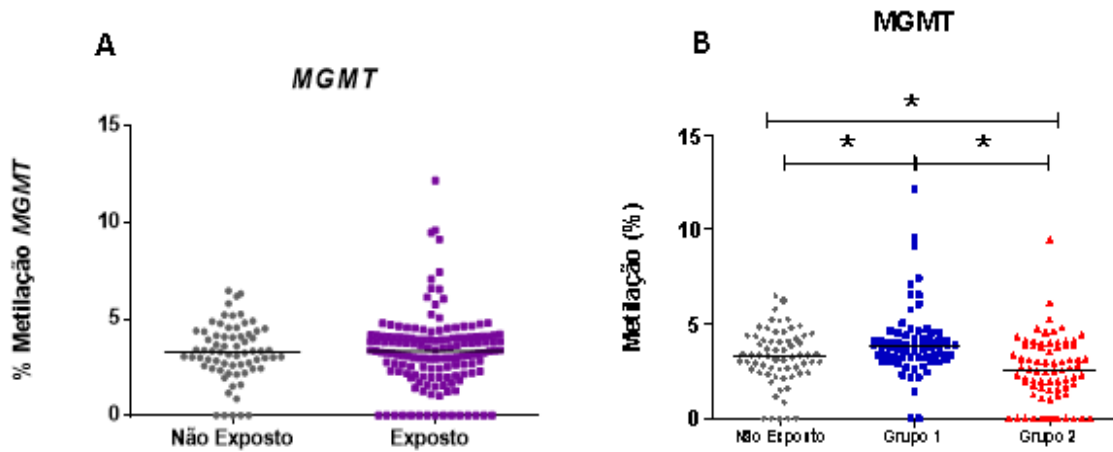 A
MGMT
% Metilação MGMT
15
10
5
0
Não Exposto
Exposto
B
MGMT
Metilação (%)
15
10
5
0
*
*
*
Não Exponto
Grupo 1
Grupo 2